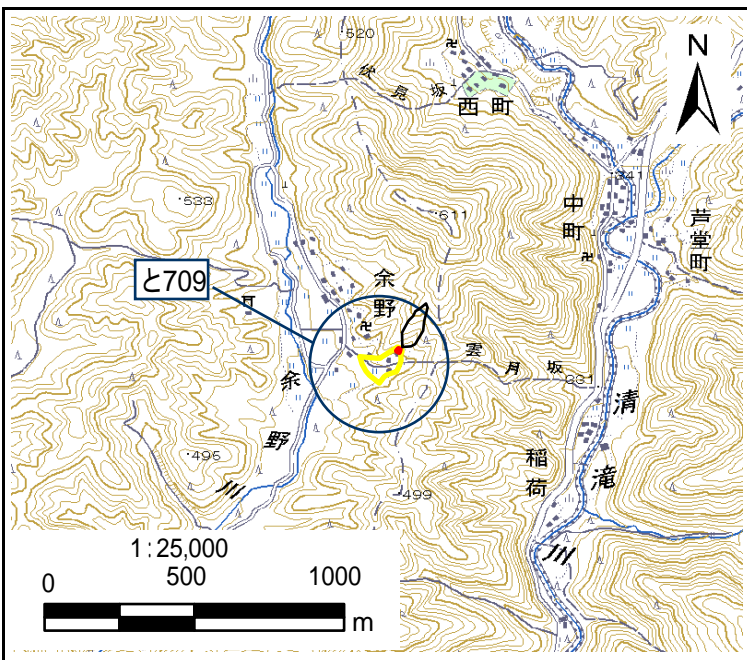 520
N
伏見坂
西町
341
533
611
中町
芦堂町
と709
余野
雲月坂
331
余野川
清滝川
495
稲荷
499
1:25,000
0 500 1000
m